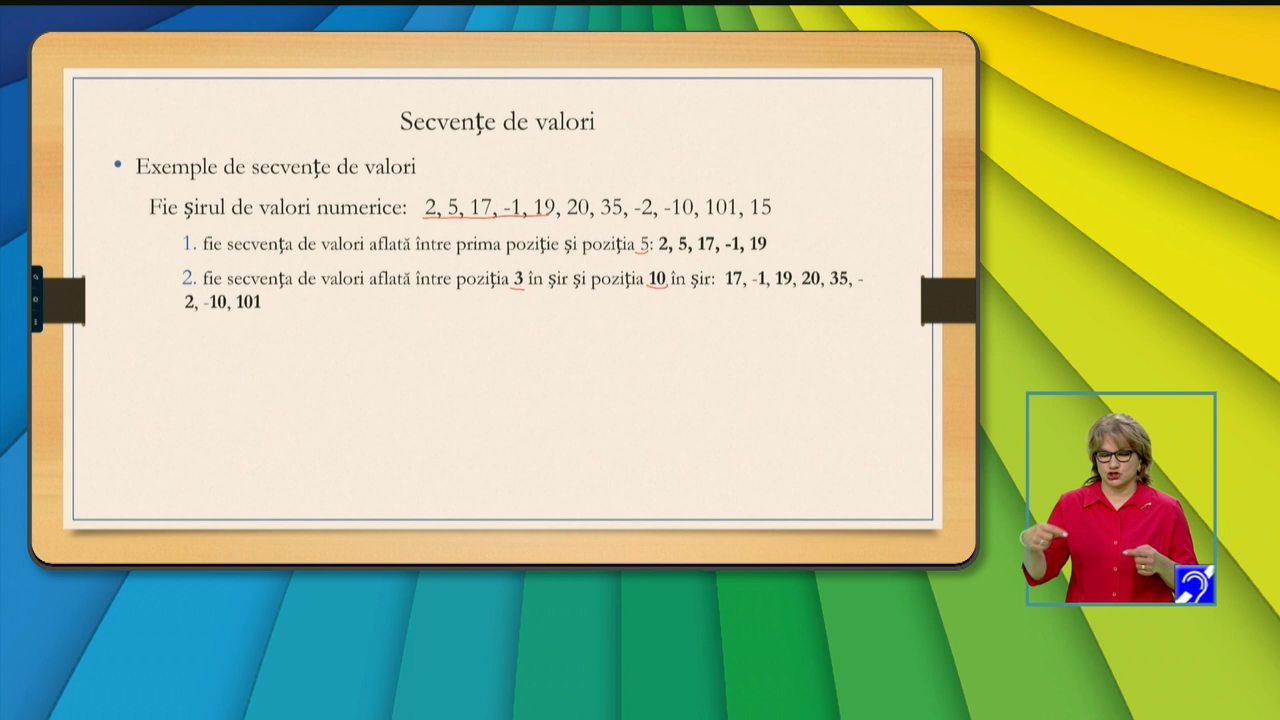 Secvențe de valori
• Exemple de secvențe de valori
Fie șirul de valori numerice: 2, 5, 17, -1, 19, 20, 35, -2, -10, 101, 15
1. fie secvența de valori aflată între prima poziție și poziția 5: 2, 5, 17, -1, 19
2. fie secvența de valori aflată între poziția 3 în șir și poziția 10 în șir: 17, -1, 19, 20, 35, -
2, -10, 101